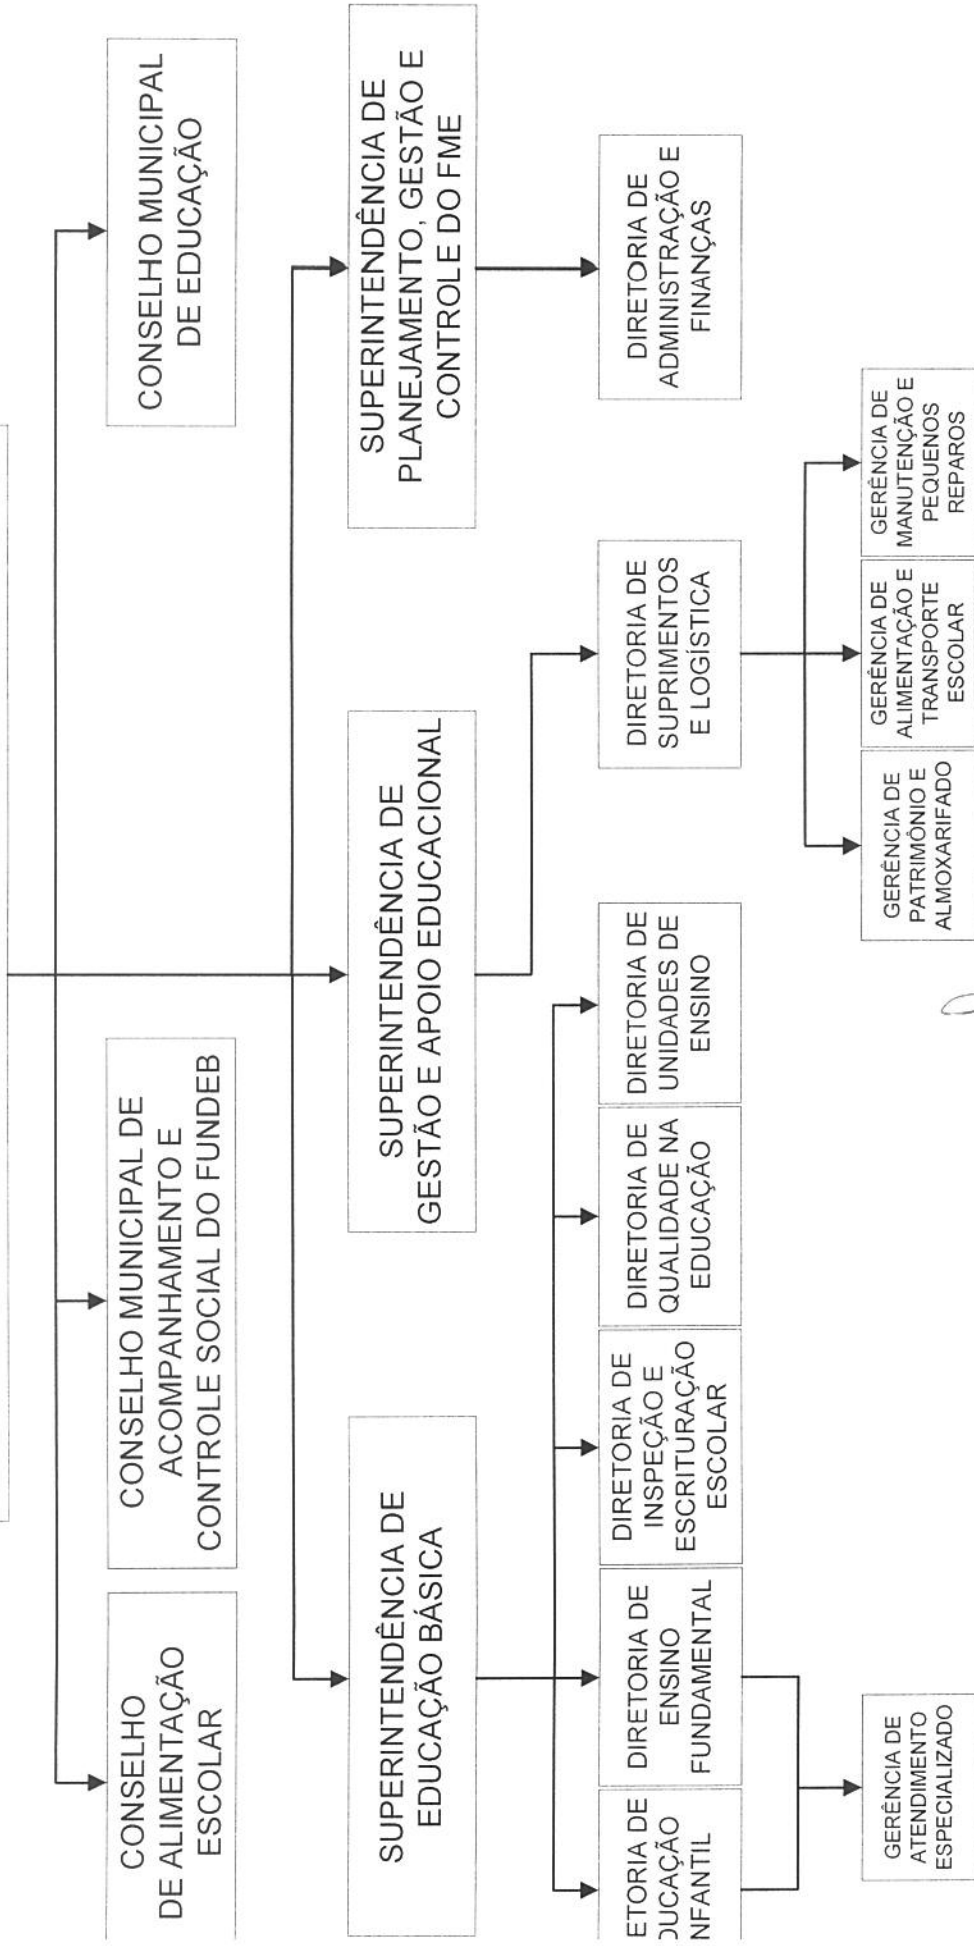 CONSELHO
DE ALIMENTAÇÃO
ESCOLAR
CONSELHO MUNICIPAL DE
ACOMPANHAMENTO E
CONTROLE SOCIAL DO FUNDEB
CONSELHO MUNICIPAL
DE EDUCAÇÃO
SUPERINTENDÊNCIA DE
EDUCAÇÃO BÁSICA
SUPERINTENDÊNCIA DE
GESTÃO E APOIO EDUCACIONAL
SUPERINTENDÊNCIA DE
PLANEJAMENTO, GESTÃO E
CONTROLE DO FME
ETORIA DE
DUCAÇÃO
NFANTIL
DIRETORIA DE
ENSINO
FUNDAMENTAL
DIRETORIA DE
INSPEÇÃO E
ESCRITURAÇÃO
ESCOLAR
DIRETORIA DE
QUALIDADE NA
EDUCAÇÃO
DIRETORIA DE
UNIDADES DE
ENSINO
DIRETORIA DE
SUPRIMENTOS
E LOGÍSTICA
DIRETORIA DE
ADMINISTRAÇÃO E
FINANÇAS
GERÊNCIA DE
ATENDIMENTO
ESPECIALIZADO
GERÊNCIA DE
PATRIMÔNIO E
ALMOXARIFADO
GERÊNCIA DE
ALIMENTAÇÃO E
TRANSPORTE
ESCOLAR
GERÊNCIA DE
MANUTENÇÃO E
PEQUENOS
REPAROS